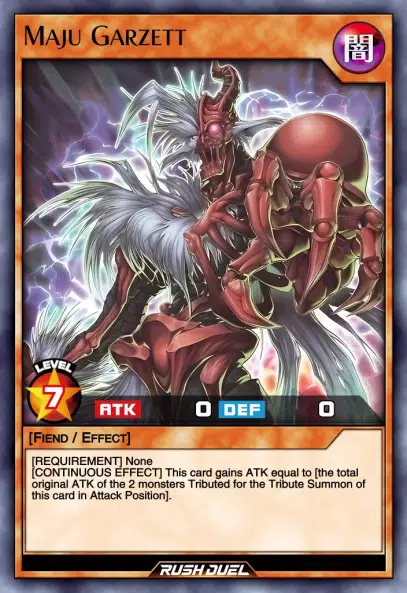 Maju Garzett
闇
LEVEL
7
ATK 0 DEF 0
[Fiend / Effect]
[REQUIREMENT] None
[CONTINUOUS EFFECT] This card gains ATK equal to [the total
original ATK of the 2 monsters Tributed for the Tribute Summon of
this card in Attack Position].
RUSH DUEL